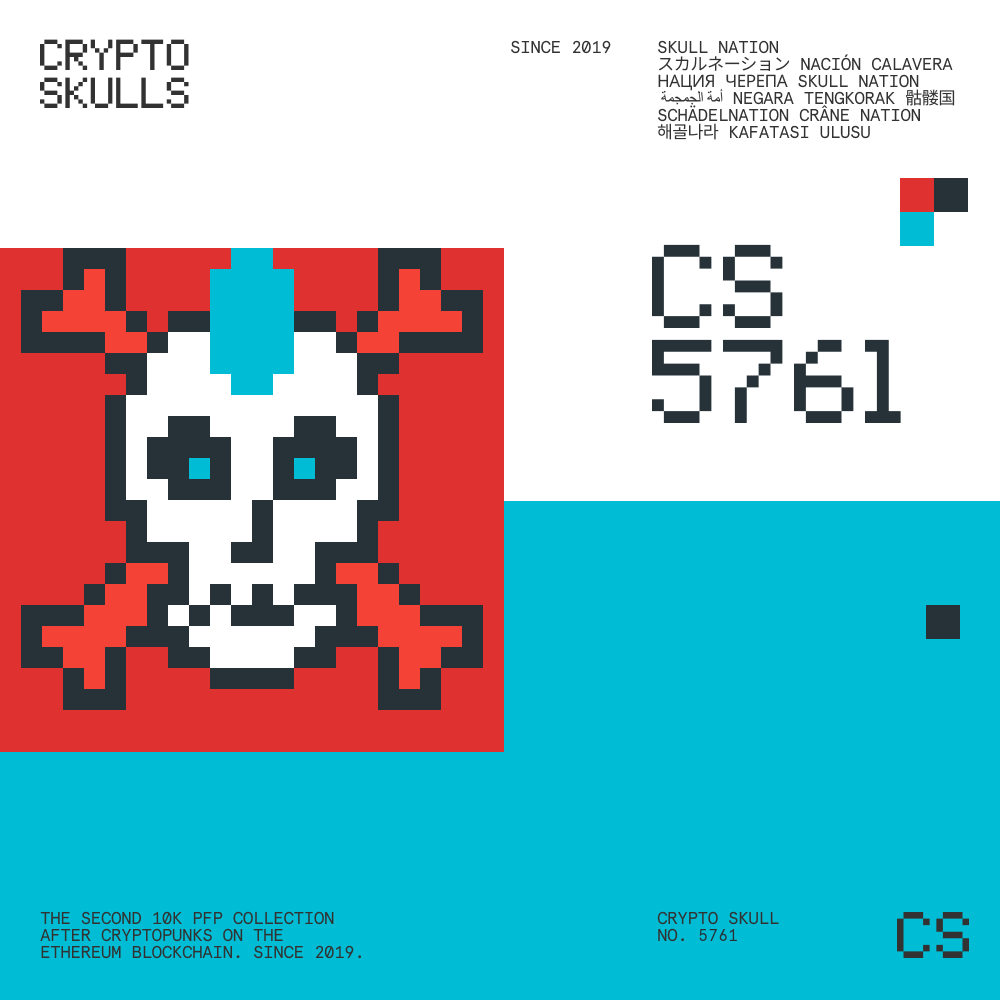 CRYPTO
SKULLS
SINCE 2019
SKULL NATION
スカルネーション NACIÓN CALAVERA
НАЦИЯ ЧЕРЕПА SKULL NATION
أمة الجمجمة NEGARA TENGKORAK 骷髅国
SCHÄDELNATION CRÂNE NATION
해골나라 KAFATASI ULUSU
CS
5761
THE SECOND 10K PFP COLLECTION
AFTER CRYPTOPUNKS ON THE
ETHEREUM BLOCKCHAIN. SINCE 2019.
CRYPTO SKULL
NO. 5761
CS